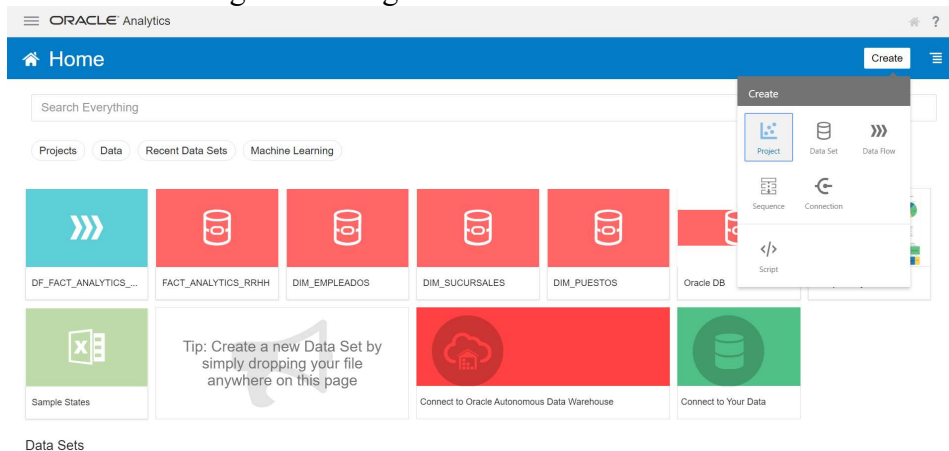 ORACLE Analytics
?
Home
Create
Search Everything
Create
Projects
Data
Recent Data Sets
Machine Learning
Project
Data Set
Data Flow
Sequence
Connection
Script
DF_FACT_ANALYTICS_...
FACT_ANALYTICS_RRHH
DIM_EMPLEADOS
DIM_SUCURSALES
DIM_PUESTOS
Oracle DB
Tip: Create a new Data Set by
simply dropping your file
anywhere on this page
Sample States
Connect to Oracle Autonomous Data Warehouse
Connect to Your Data
Data Sets